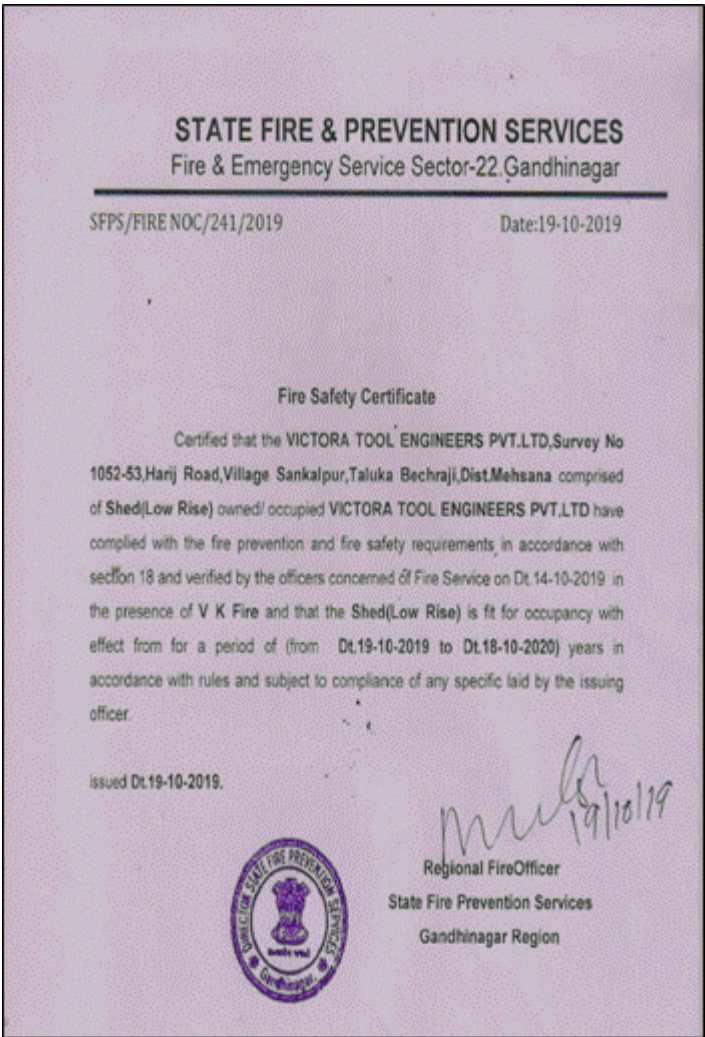 STATE FIRE & PREVENTION SERVICES
Fire & Emergency Service Sector-22.Gandhinagar
SFPS/FIRE NOC/241/2019 Date:19-10-2019
Fire Safety Certificate
Certified that the VICTORA TOOL ENGINEERS PVT.LTD,Survey No
1052-53,Harij Road,Village Sankalpur,Taluka Bechraji,Dist.Mehsana comprised
of Shed(Low Rise) owned/ occupied VICTORA TOOL ENGINEERS PVT.LTD have
complied with the fire prevention and fire safety requirements in accordance with
section 18 and verified by the officers concerned of Fire Service on Dt.14-10-2019 in
the presence of V K Fire and that the Shed(Low Rise) is fit for occupancy with
effect from for a period of (from Dt.19-10-2019 to Dt.18-10-2020) years in
accordance with rules and subject to compliance of any specific laid by the issuing
officer.
issued Dt.19-10-2019.
19/10/19
Regional FireOfficer
State Fire Prevention Services
Gandhinagar Region
DIRECTOR STATE FIRE PREVENTION SERVICES
Gandhinagar.